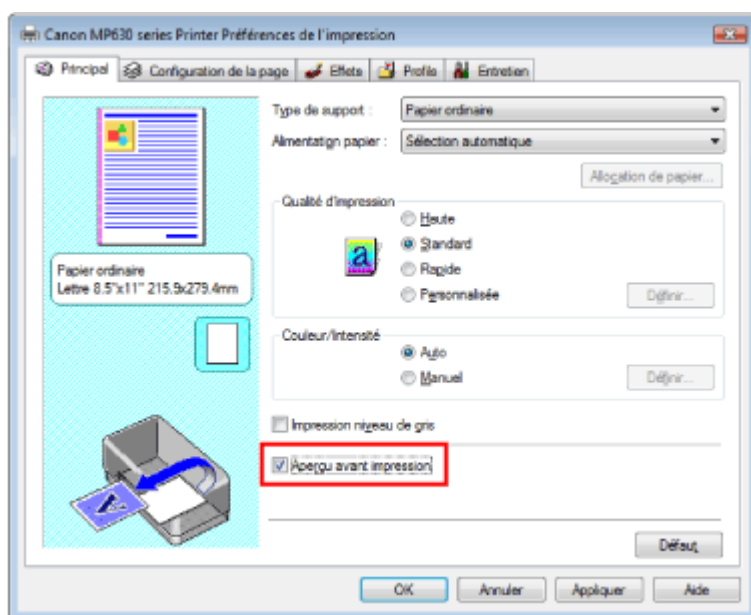 Canon MP630 series Printer Préférences de l'impression
Principal Configuration de la page Effets Profils Entretien
Type de support : Papier ordinaire
Alimentation papier : Sélection automatique
Allocation de papier...
Qualité d'impression
Haute
Standard
Rapide
Personnalisée Définir...
Papier ordinaire
Lettre 8.5"x11" 215.9x279.4mm
Couleur/Intensité
Auto
Manuel Définir...
Impression niveau de gris
Aperçu avant impression
Défaut
OK Annuler Appliquer Aide